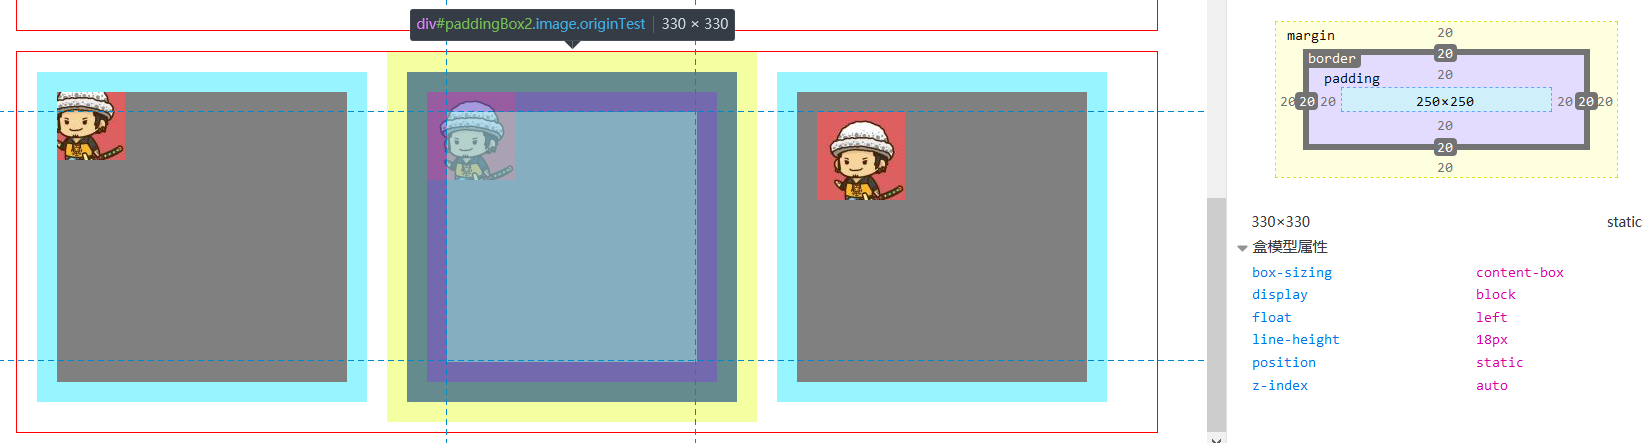 div#paddingBox2.image.originTest 330 × 330
margin 20
border 20
padding 20
20 20 20 250×250 20 20 20
20
20
20
330×330 static
盒模型属性
box-sizing content-box
display block
float left
line-height 18px
position static
z-index auto